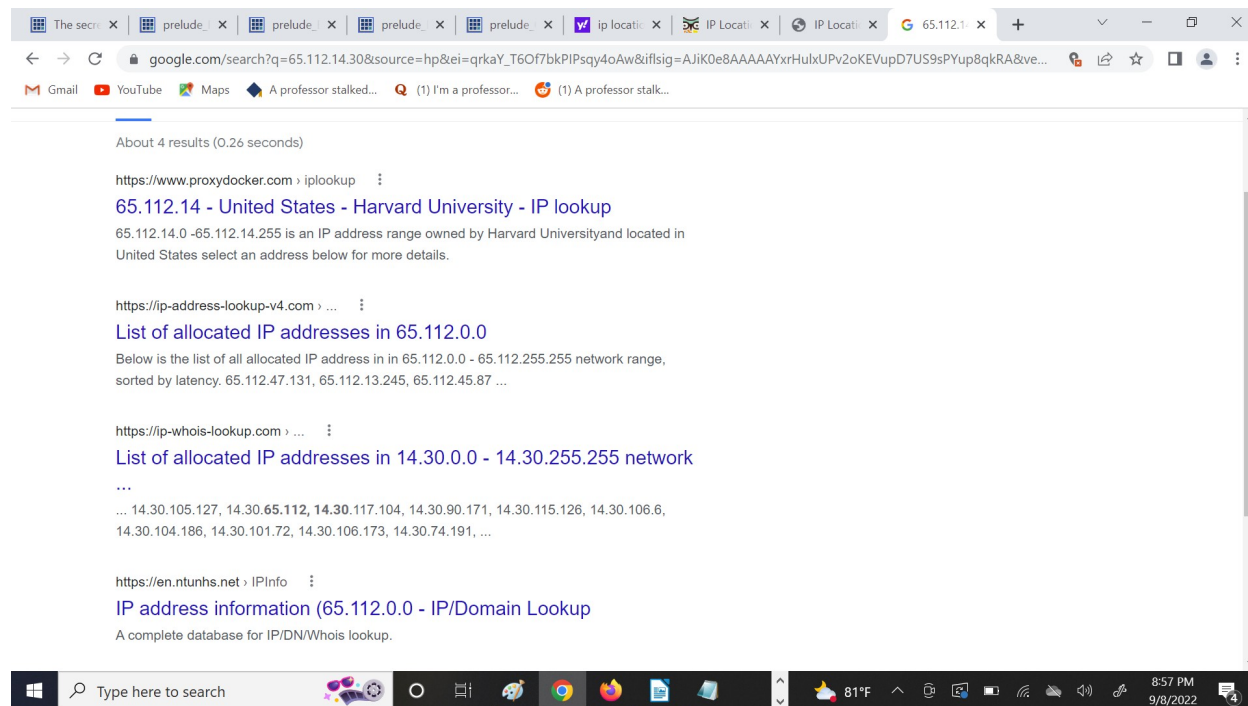 The secre
prelude_
prelude_
prelude_
prelude_
ip locatic
IP Locatic
IP Locatic
65.112.1
google.com/search?q=65.112.14.30&source=hp&ei=qrkaY_T6Of7bkPIPsqy4oAw&iflsig=AJiK0e8AAAAAYxrHulxUPv2oKEVupD7US9sPYup8qkRA&ve...
Gmail YouTube Maps A professor stalked... (1) I'm a professor... (1) A professor stalk...
About 4 results (0.26 seconds)
https://www.proxydocker.com › iplookup
65.112.14 - United States - Harvard University - IP lookup
65.112.14.0 -65.112.14.255 is an IP address range owned by Harvard Universityand located in
United States select an address below for more details.
https://ip-address-lookup-v4.com › ...
List of allocated IP addresses in 65.112.0.0
Below is the list of all allocated IP address in in 65.112.0.0 - 65.112.255.255 network range,
sorted by latency. 65.112.47.131, 65.112.13.245, 65.112.45.87 ...
https://ip-whois-lookup.com › ...
List of allocated IP addresses in 14.30.0.0 - 14.30.255.255 network
...
... 14.30.105.127, 14.30.65.112, 14.30.117.104, 14.30.90.171, 14.30.115.126, 14.30.106.6,
14.30.104.186, 14.30.101.72, 14.30.106.173, 14.30.74.191, ...
https://en.ntunhs.net › IPInfo
IP address information (65.112.0.0 - IP/Domain Lookup
A complete database for IP/DN/Whois lookup.
Type here to search
81°F
8:57 PM
9/8/2022
4